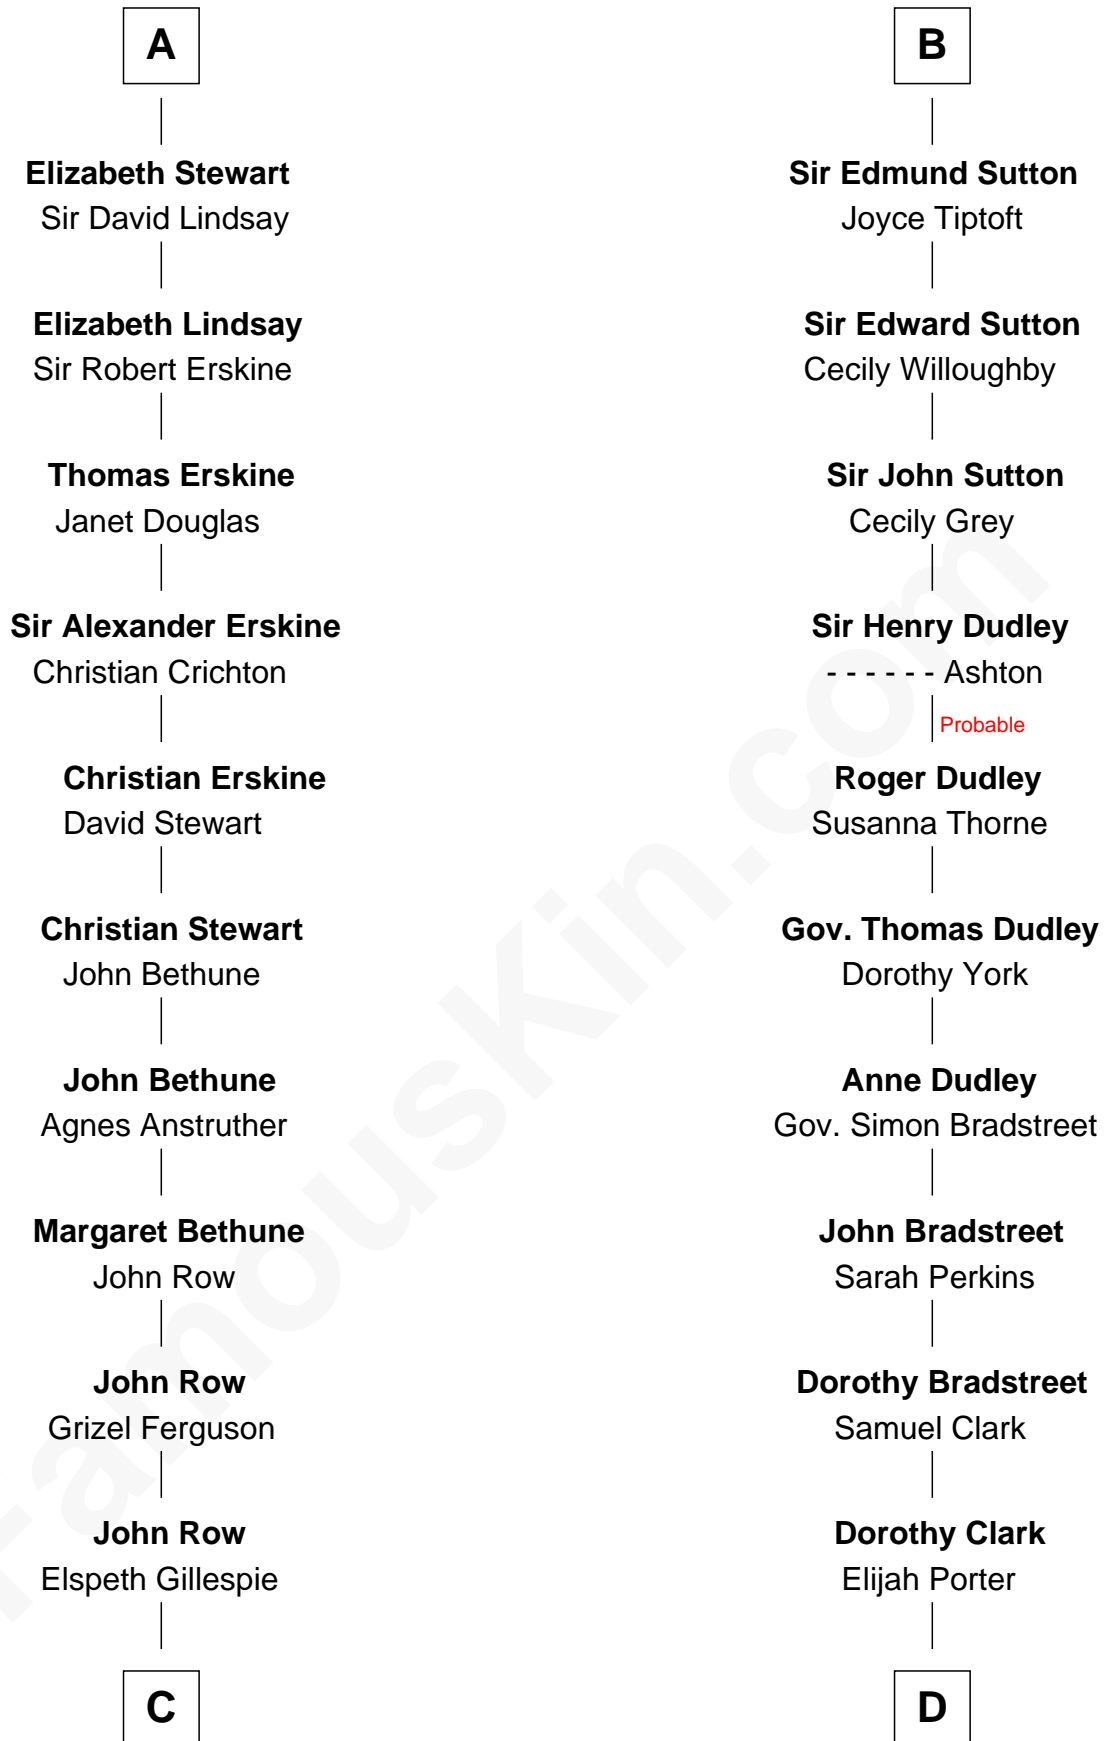 A
Elizabeth Stewart
Sir David Lindsay
Elizabeth Lindsay
Sir Robert Erskine
Thomas Erskine
Janet Douglas
Sir Alexander Erskine
Christian Crichton
Christian Erskine
David Stewart
Christian Stewart
John Bethune
John Bethune
Agnes Anstruther
Margaret Bethune
John Row
John Row
Grizel Ferguson
John Row
Elspeth Gillespie
C
B
Sir Edmund Sutton
Joyce Tiptoft
Sir Edward Sutton
Cecily Willoughby
Sir John Sutton
Cecily Grey
Sir Henry Dudley
- - - - - - Ashton
Probable
Roger Dudley
Susanna Thorne
Gov. Thomas Dudley
Dorothy York
Anne Dudley
Gov. Simon Bradstreet
John Bradstreet
Sarah Perkins
Dorothy Bradstreet
Samuel Clark
Dorothy Clark
Elijah Porter
D
FamousKin.com